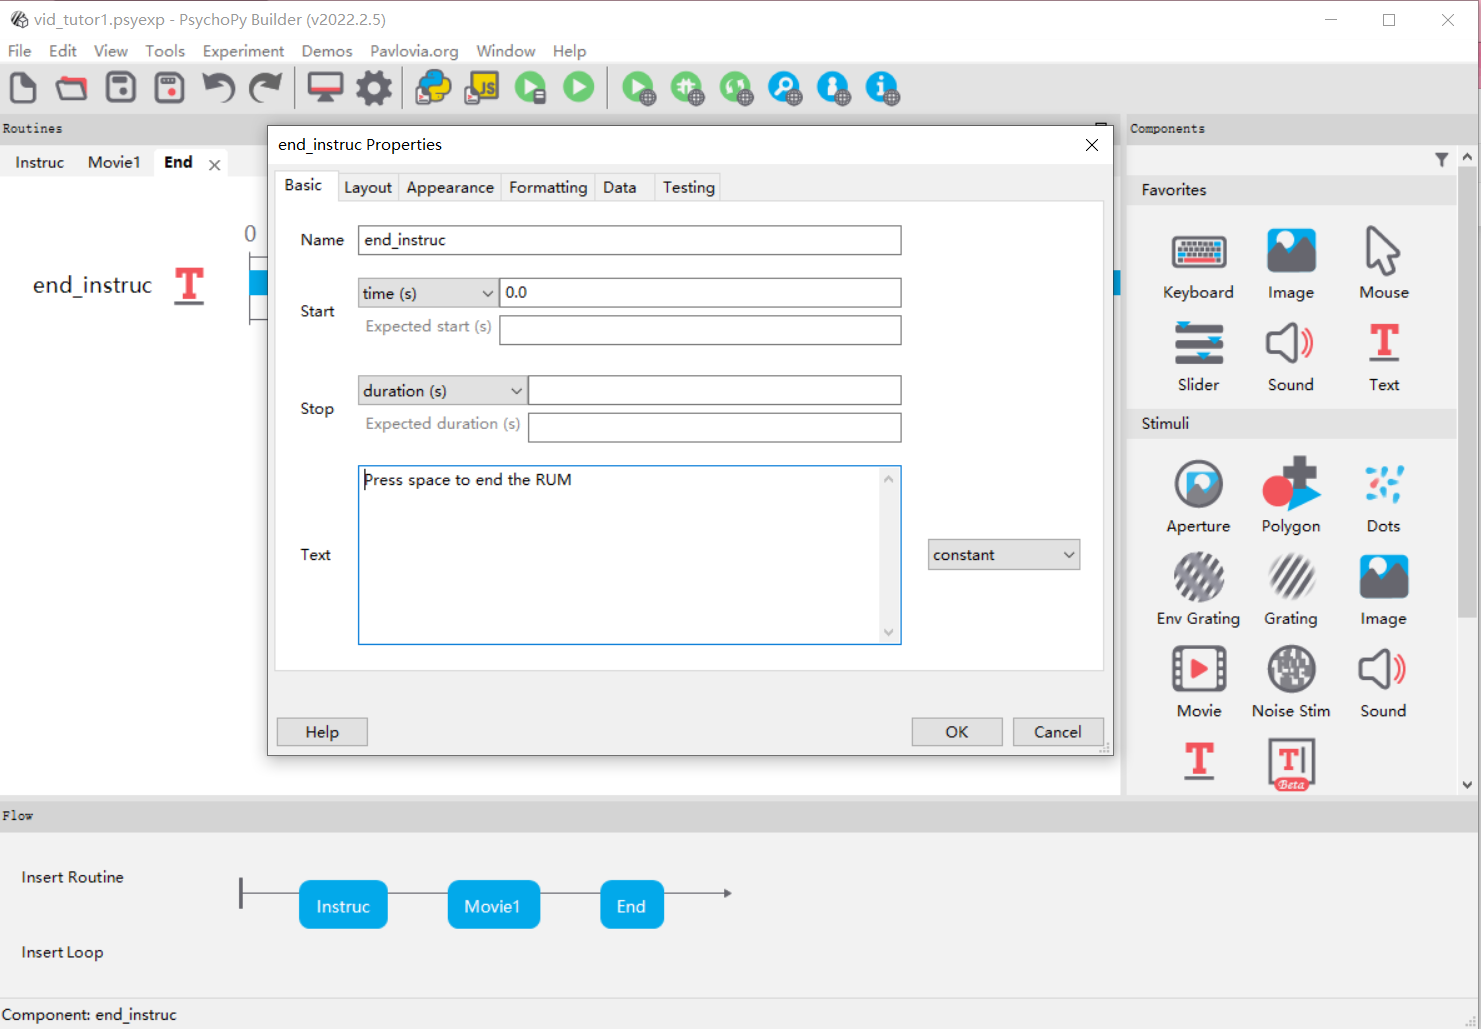 vid_tutor1.psyexp - PsychoPy Builder (v2022.2.5)
File Edit View Tools Experiment Demos Pavlovia.org Window Help
JS
Routines
Components
Instruc Movie1 End
0
end_instruc T
end_instruc Properties
Basic Layout Appearance Formatting Data Testing
Name end_instruc
Start time (s) 0.0
Expected start (s)
Stop duration (s)
Expected duration (s)
Text Press space to end the RUM
constant
Help OK Cancel
Favorites
Keyboard Image Mouse
T
Slider Sound Text
Stimuli
Aperture Polygon Dots
Env Grating Grating Image
Movie Noise Stim Sound
T T
Beta
Flow
Insert Routine
Instruc Movie1 End
Insert Loop
Component: end_instruc